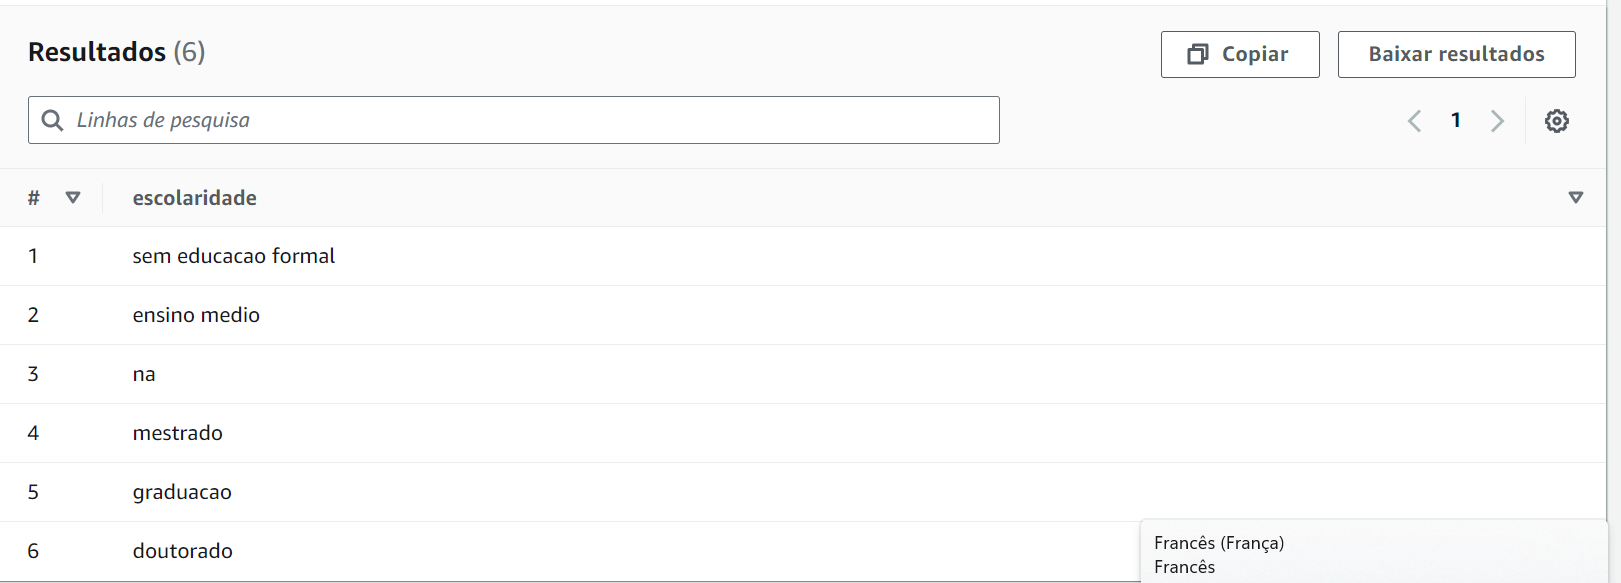 Resultados (6)
Copiar
Baixar resultados
Linhas de pesquisa
1
# escolaridade
1 sem educacao formal
2 ensino medio
3 na
4 mestrado
5 graduacao
6 doutorado
Francês (França)
Francês